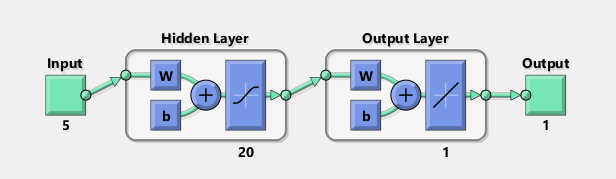 Hidden Layer
Output Layer
Input
Output
W
W
+
+
b
b
5
1
20
1